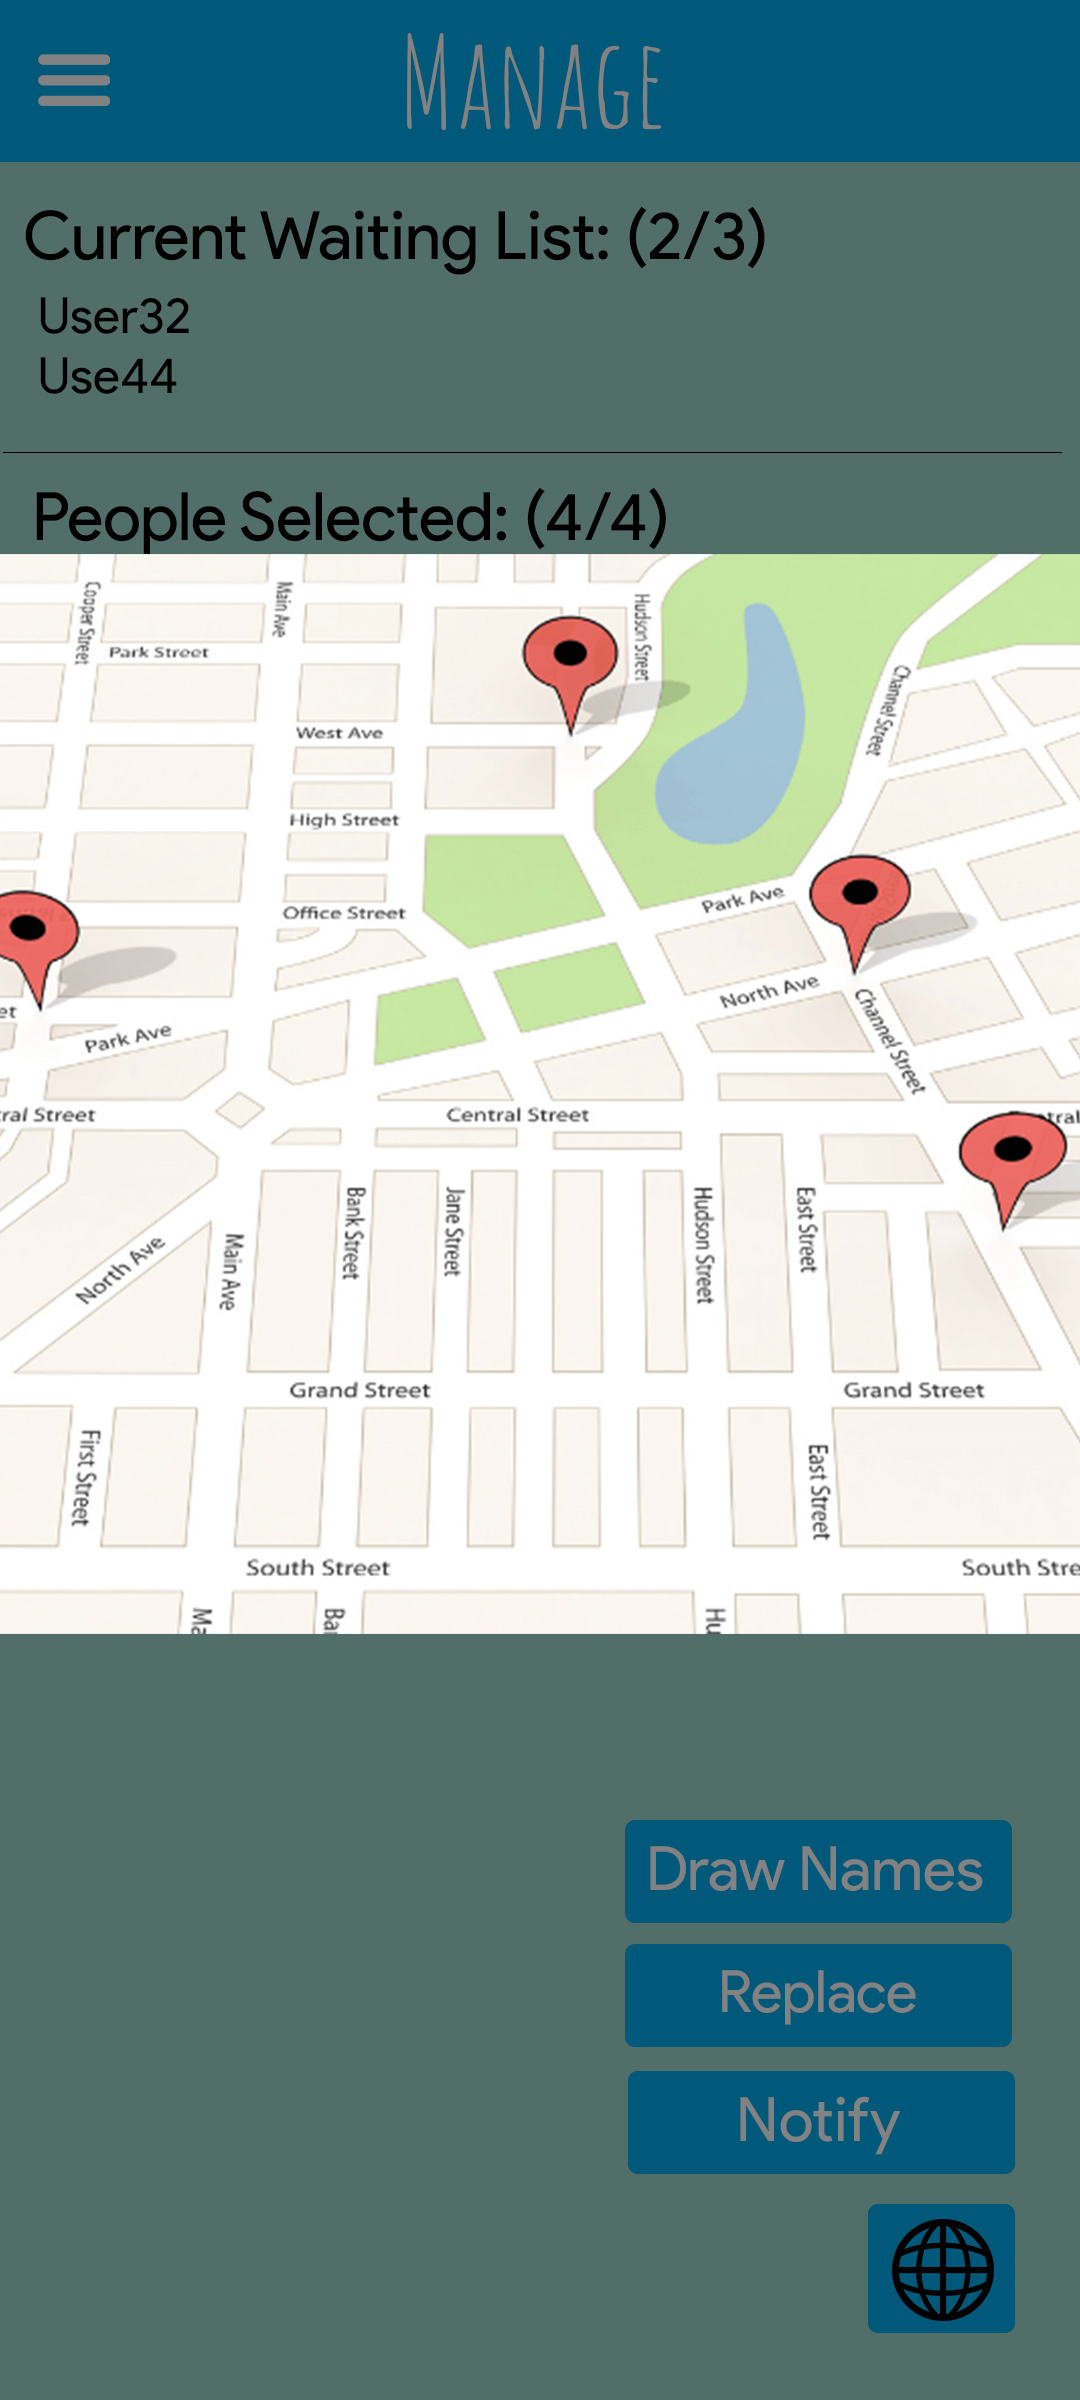 Manage
Current Waiting List: (2/3)
User32
Use44
People Selected: (4/4)
Cooper Street
Main Ave
Hudson Street
Park Street
Channel Street
West Ave
High Street
Park Ave
Office Street
North Ave
et
Park Ave
Channel Street
ral Street
Central Street
tral
Bank Street
Jane Street
Hudson Street
East Street
Main Ave
North Ave
Grand Street
Grand Street
First Street
East Street
South Street
South Stre
Ma
Ba
Hu
Draw Names
Replace
Notify